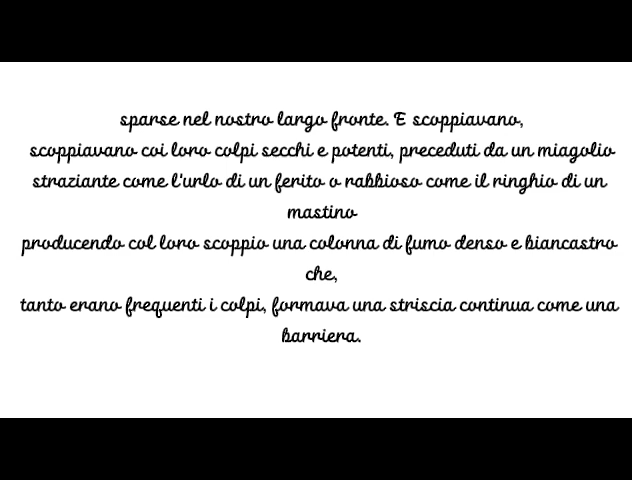 sparse nel nostro largo fronte. E scoppiavano,
scoppiavano coi loro colpi secchi e potenti, preceduti da un miagolio
straziante come l'urlo di un ferito o rabbioso come il ringhio di un
mastino
producendo col loro scoppio una colonna di fumo denso e biancastro
che,
tanto erano frequenti i colpi, formava una striscia continua come una
barriera.